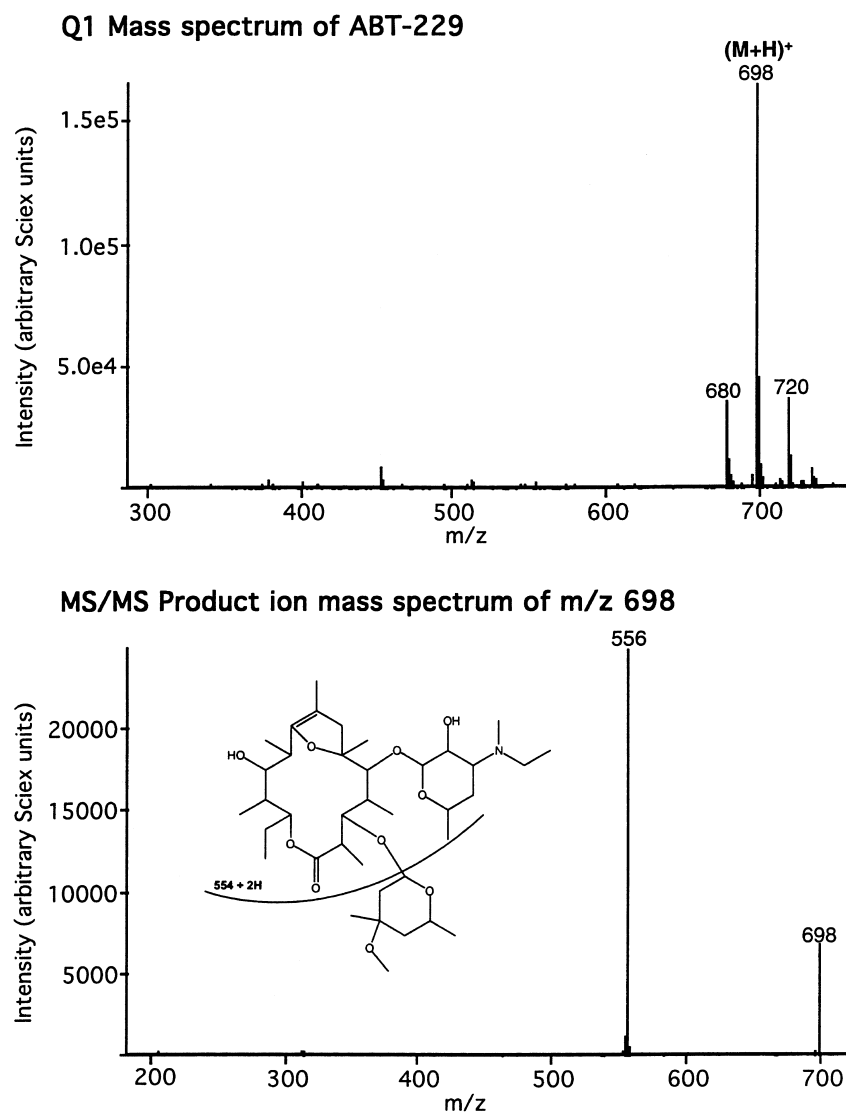 Q1 Mass spectrum of ABT-229
(M+H)+
698
1.5e5
1.0e5
5.0e4
680
720
Intensity (arbitrary Sciex units)
300
400
500
600
700
m/z
MS/MS Product ion mass spectrum of m/z 698
556
20000
15000
10000
5000
698
Intensity (arbitrary Sciex units)
HO
O
O
OH
N
O
O
O
O
554 + 2H
O
O
200
300
400
500
600
700
m/z